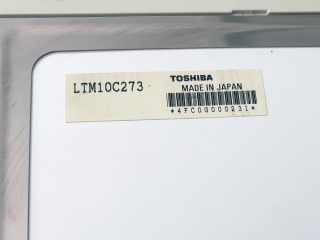 LTM10C273
TOSHIBA
MADE IN JAPAN
*4FC0G000231*